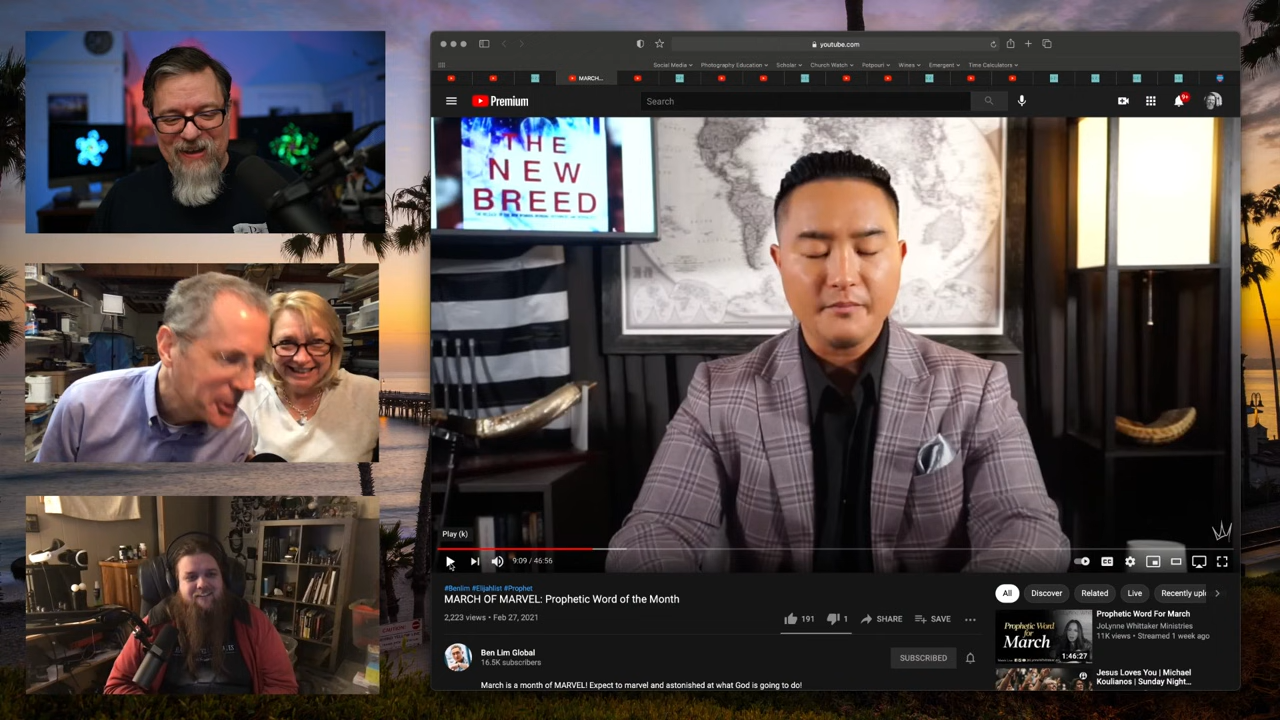 youtube.com
Social Media Photography Education Scholar Church Watch Potpouri Wines Emergent Time Calculators
MARCH...
Premium
Search
9+
THE
NEW
BREED
Play (k)
9:09 / 46:56
CC
#Benlim #Elijahlist #Prophet
MARCH OF MARVEL: Prophetic Word of the Month
2,223 views • Feb 27, 2021
191
1
SHARE
SAVE
Ben Lim Global
16.5K subscribers
SUBSCRIBED
March is a month of MARVEL! Expect to marvel and astonished at what God is going to do!
All
Discover
Related
Live
Recently uplo
Prophetic Word
for
March
1:46:27
Prophetic Word For March
JoLynne Whittaker Ministries
11K views • Streamed 1 week ago
Jesus Loves You | Michael
Koulianos | Sunday Night...